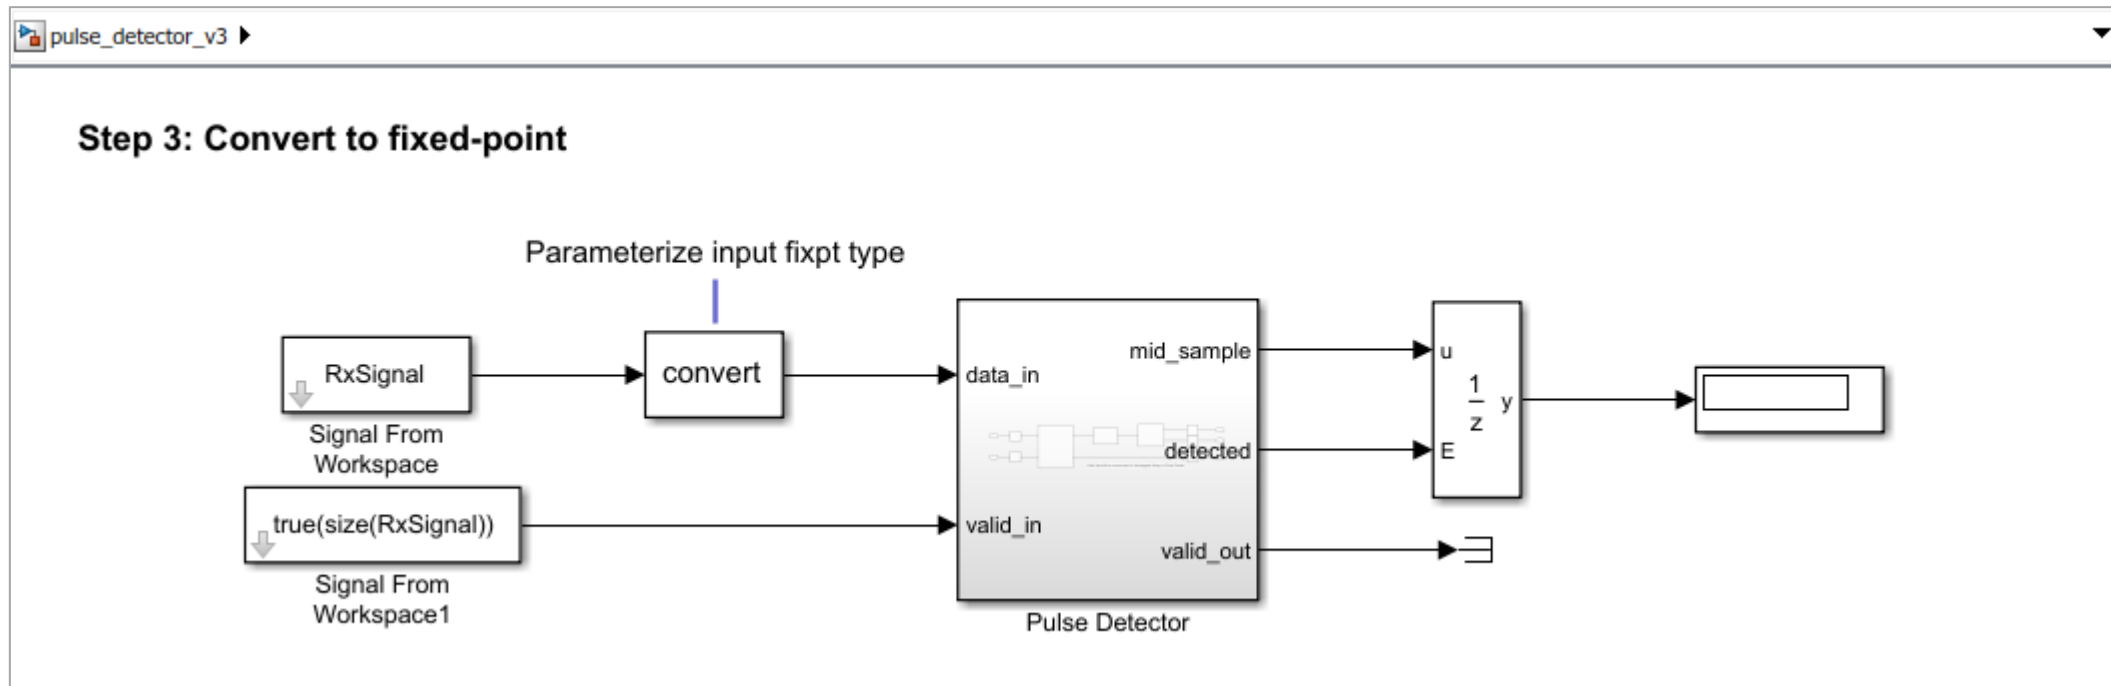 pulse_detector_v3
Step 3: Convert to fixed-point
Parameterize input fixpt type
RxSignal
Signal From
Workspace
convert
true(size(RxSignal))
Signal From
Workspace1
data_in
valid_in
mid_sample
detected
valid_out
Pulse Detector
u
E
1
z
y